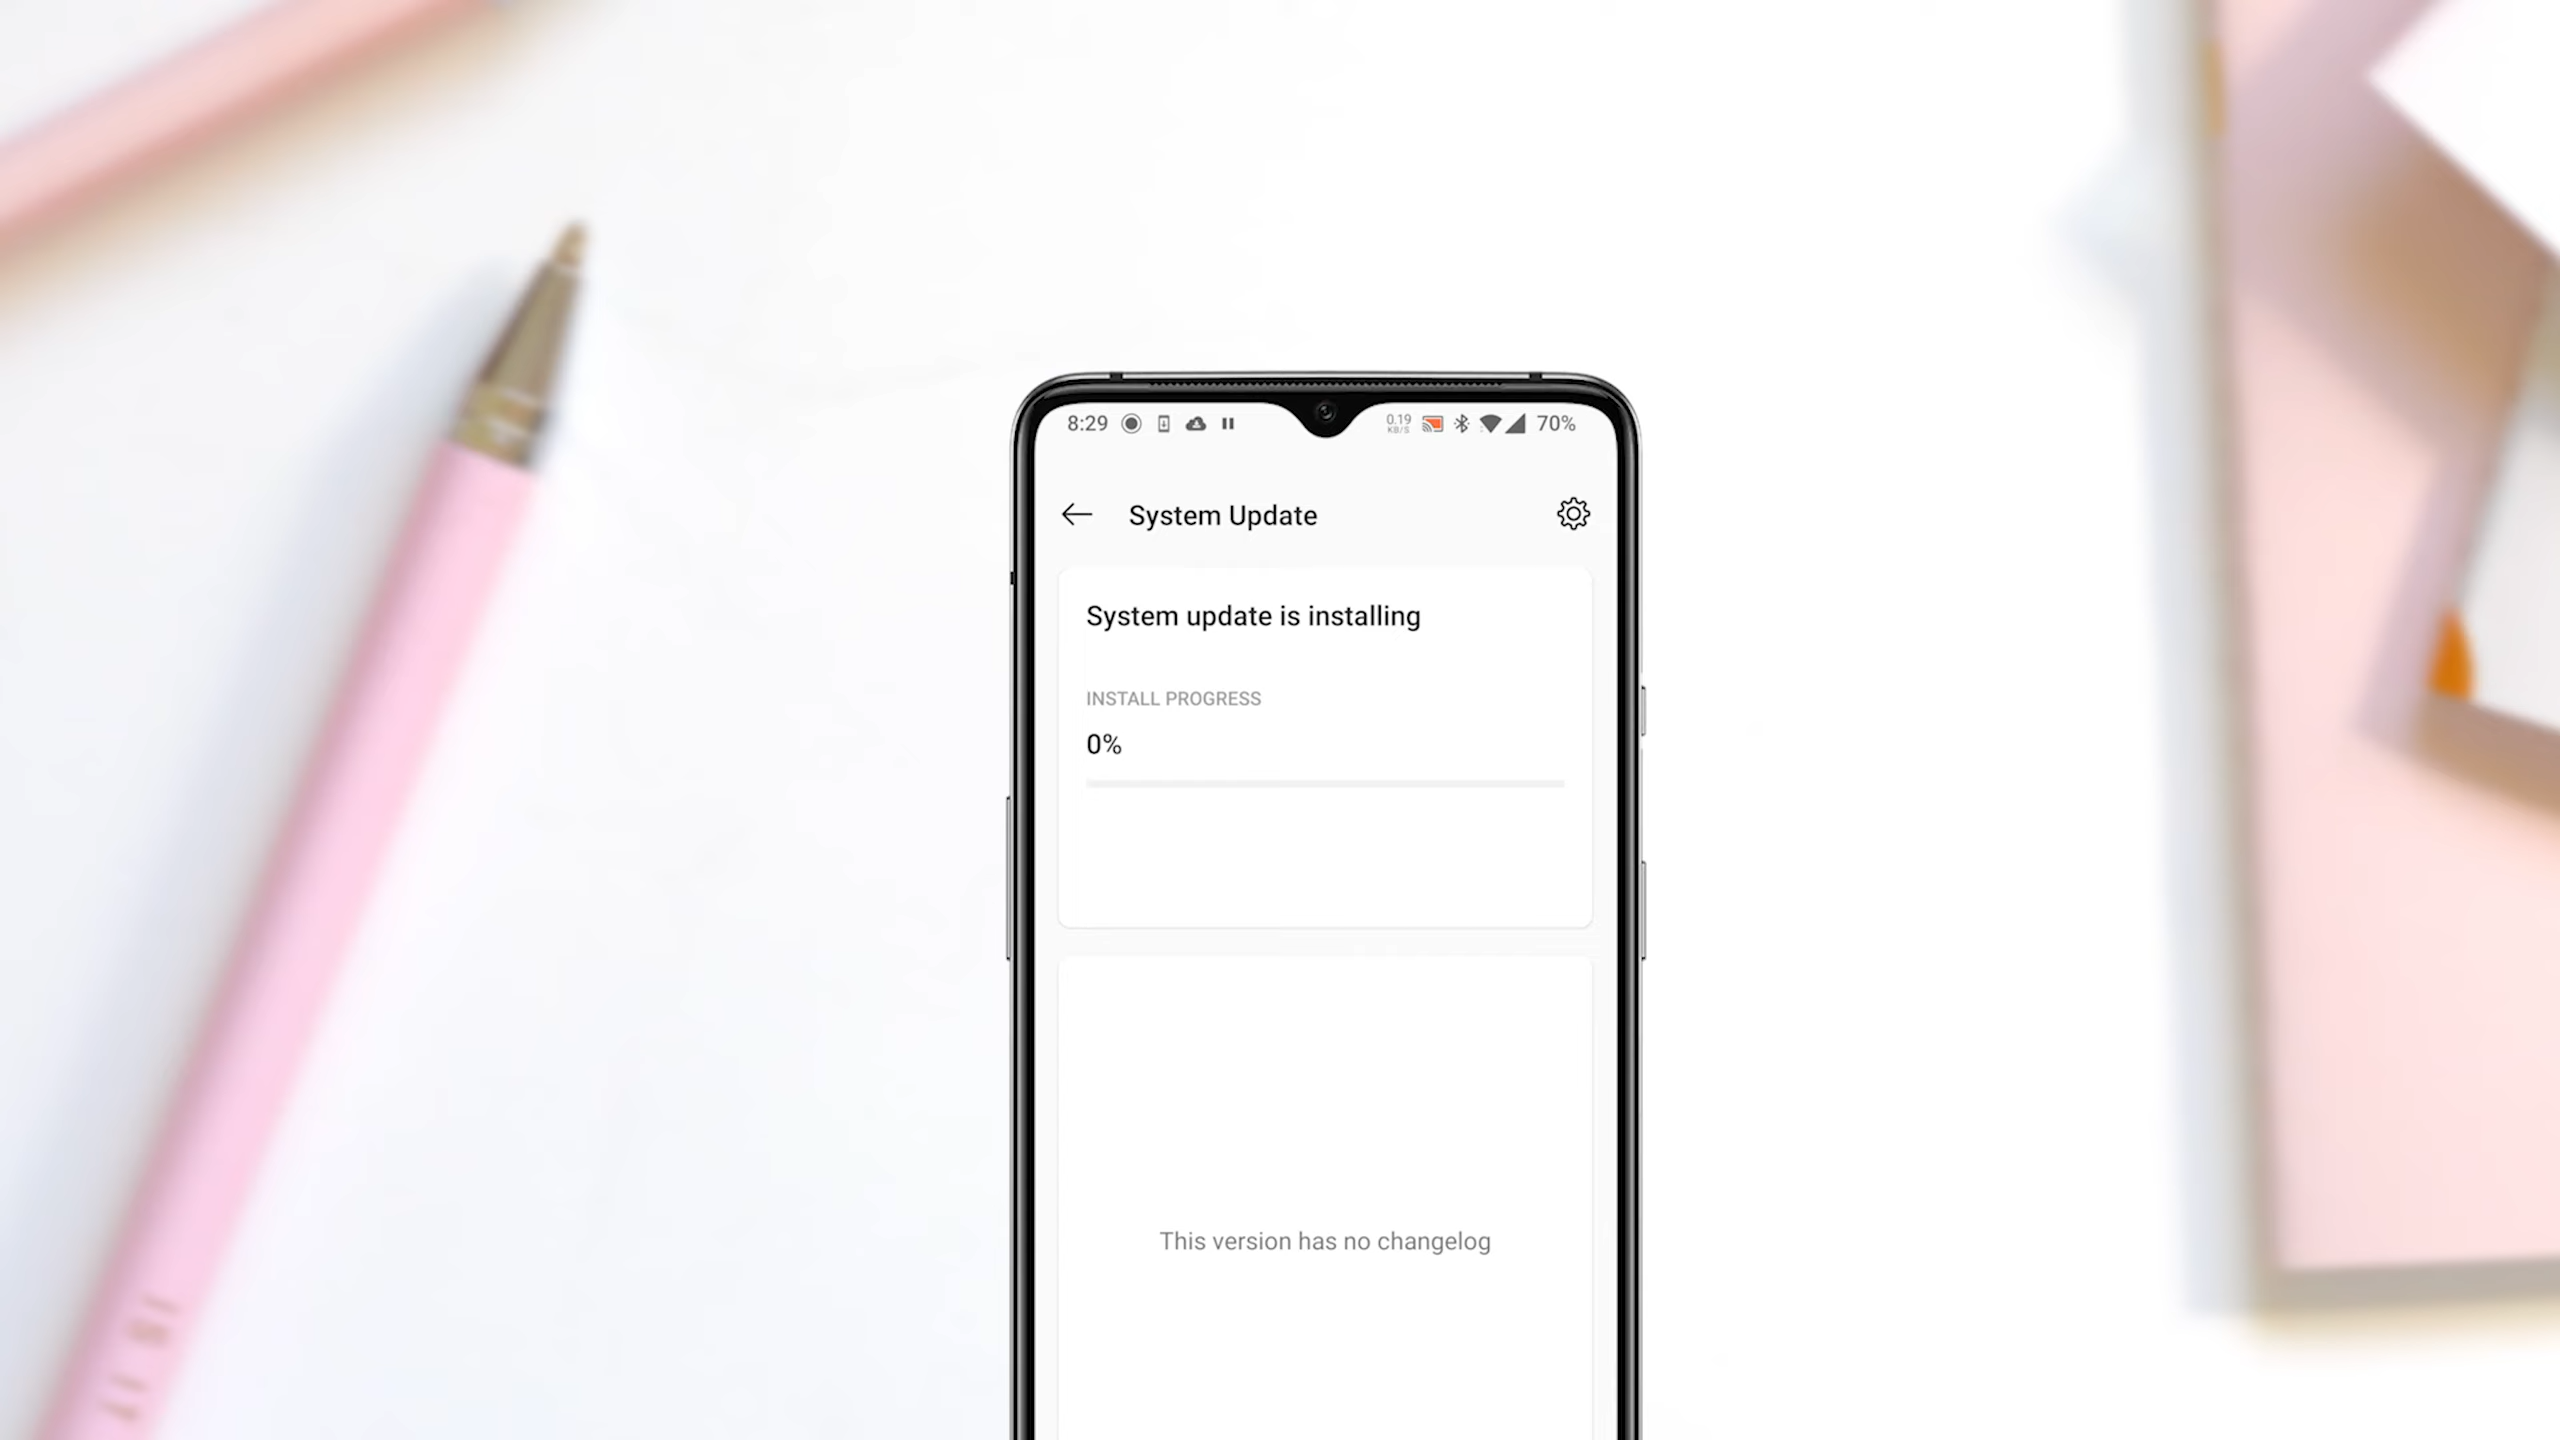 8:29
0.19
KB/S
70%
System Update
System update is installing
INSTALL PROGRESS
0%
This version has no changelog